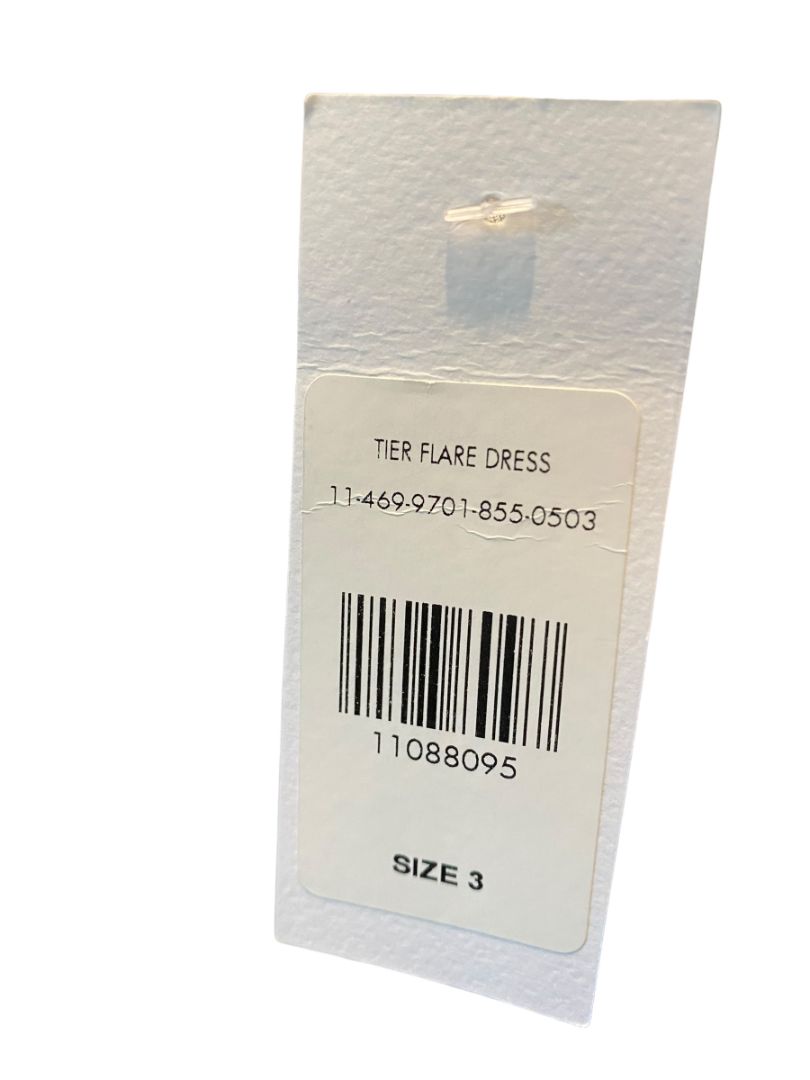 TIER FLARE DRESS
11-469-9701-855-0503
11088095
SIZE 3